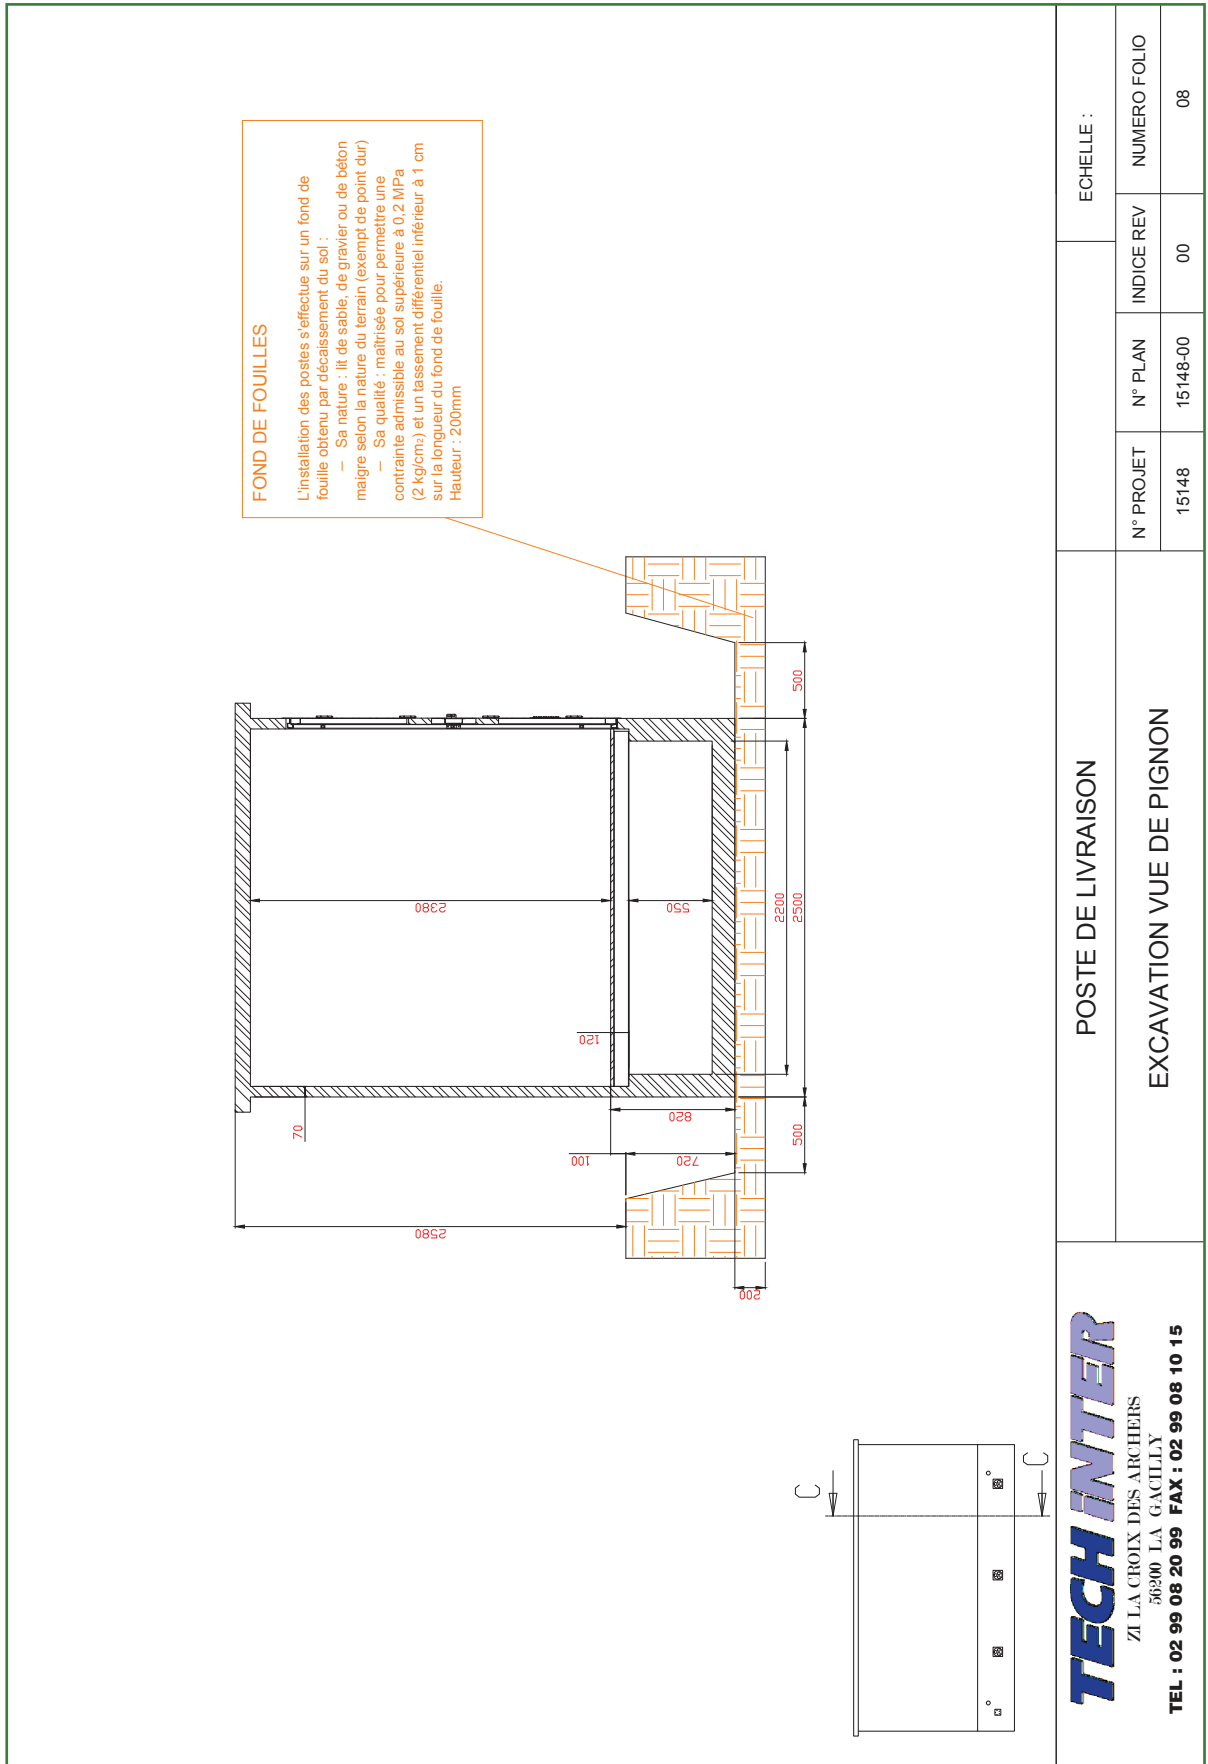 FOND DE FOUILLES
L'installation des postes s'effectue sur un fond de
fouille obtenu par décaissement du sol :
– Sa nature : lit de sable, de gravier ou de béton
maigre selon la nature du terrain (exempt de point dur)
– Sa qualité : maîtrisée pour permettre une
contrainte admissible au sol supérieure à 0,2 MPa
(2 kg/cm2) et un tassement différentiel inférieur à 1 cm
sur la longueur du fond de fouille.
Hauteur : 200mm
2380
550
120
70
820
100
720
2580
200
500
2200
2500
500
C
C
TECH iNTER
ZI LA CROIX DES ARCHERS
56200 LA GACILLY
TEL : 02 99 08 20 99 FAX : 02 99 08 10 15
POSTE DE LIVRAISON
EXCAVATION VUE DE PIGNON
ECHELLE :
N° PROJET
N° PLAN
INDICE REV
NUMERO FOLIO
15148
15148-00
00
08